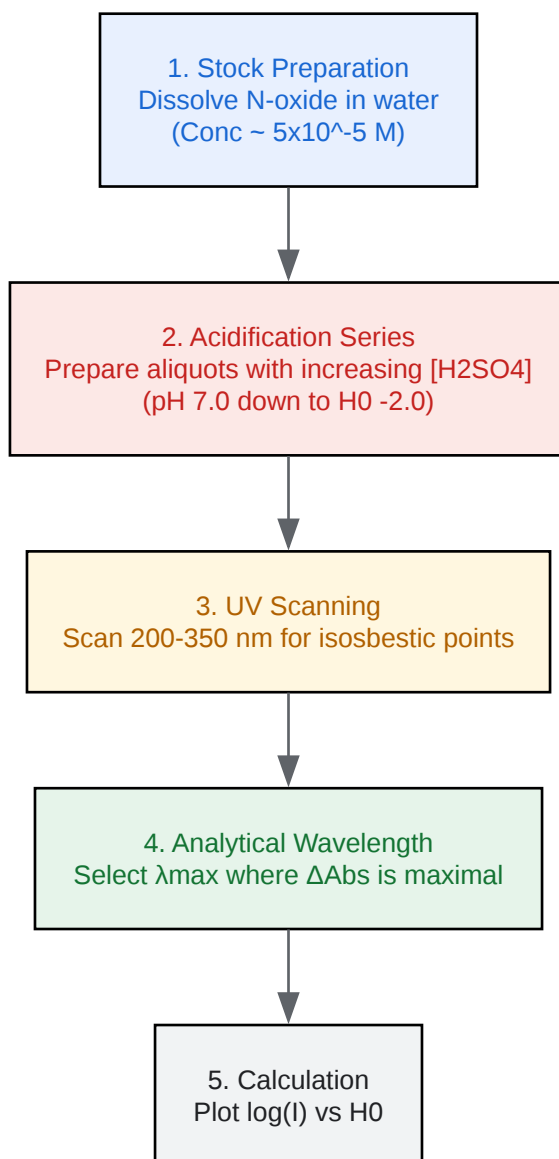 1. Stock Preparation
Dissolve N-oxide in water
(Conc ~ 5x10^-5 M)
2. Acidification Series
Prepare aliquots with increasing [H2SO4]
(pH 7.0 down to H0 -2.0)
3. UV Scanning
Scan 200-350 nm for isosbestic points
4. Analytical Wavelength
Select λmax where ΔAbs is maximal
5. Calculation
Plot log(I) vs H0